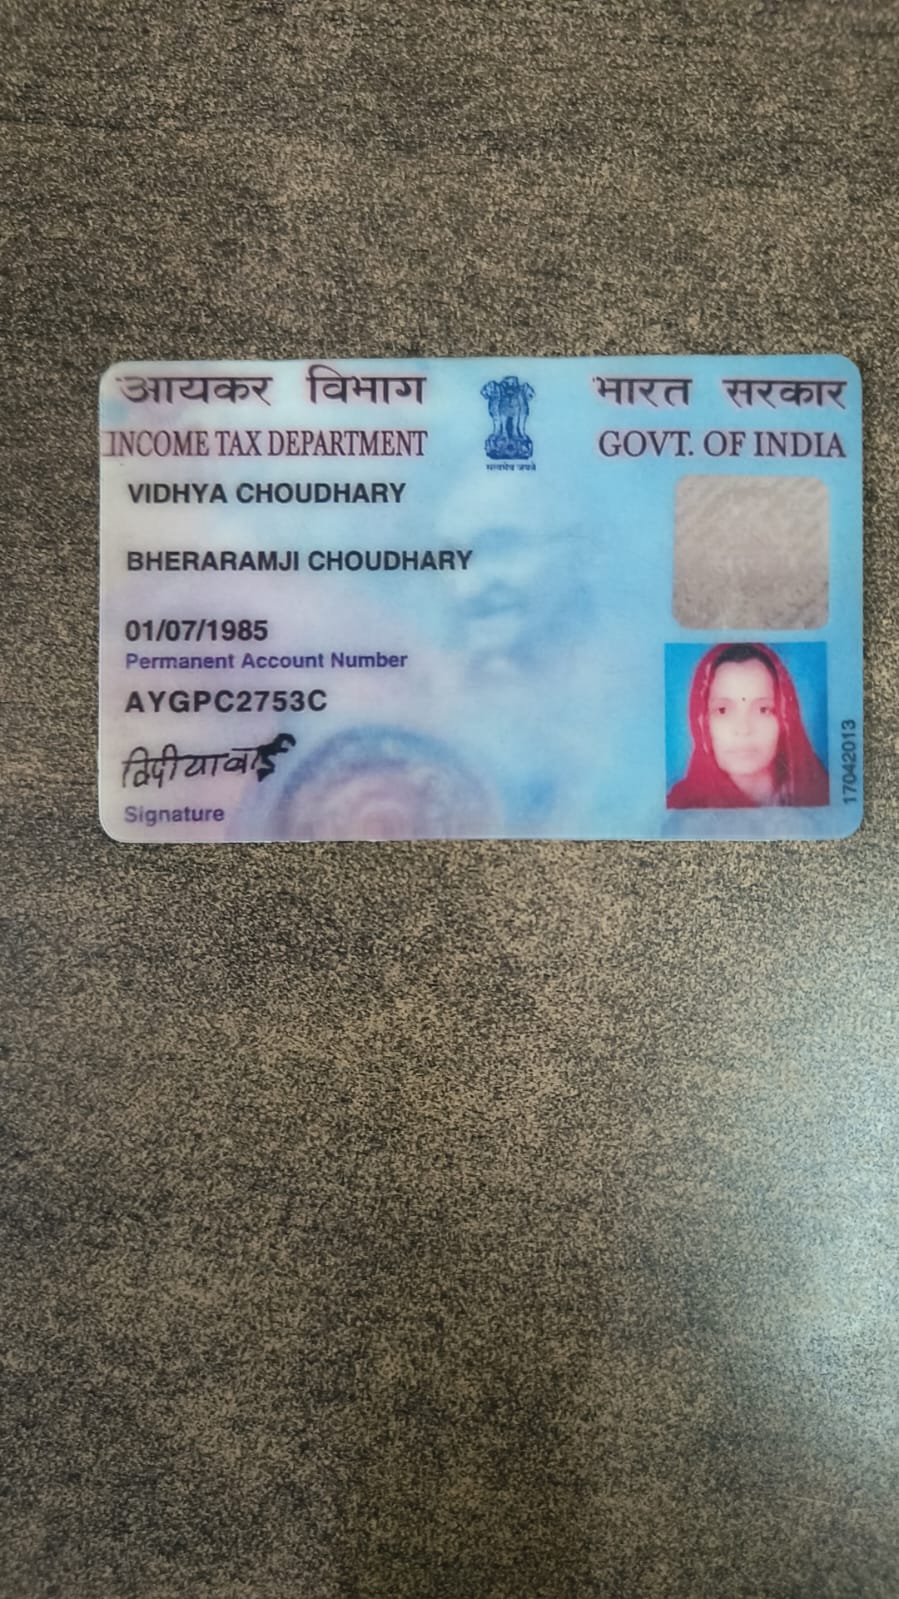 आयकर विभाग भारत सरकार
INCOME TAX DEPARTMENT GOVT. OF INDIA
सत्यमेव जयते
VIDHYA CHOUDHARY
BHERARAMJI CHOUDHARY
01/07/1985
Permanent Account Number
AYGPC2753C
Signature
17042013